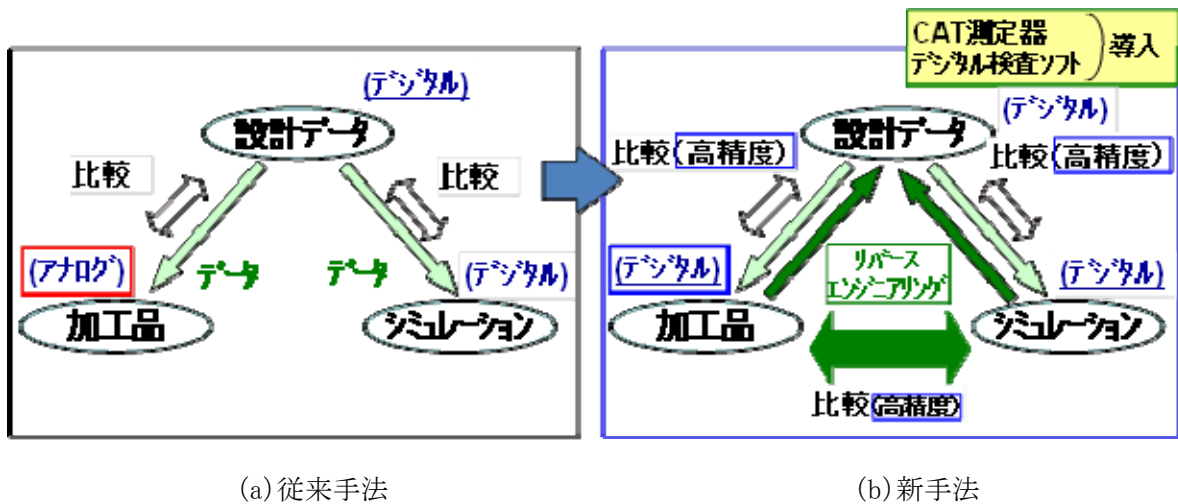 (デジタル)
設計データ
比較
比較
(アナログ)
データ
データ
(デジタル)
加工品
シミュレーション
(a)従来手法
CAT測定器
デジタル検査ソフト
導入
(デジタル)
設計データ
比較(高精度)
比較(高精度)
(デジタル)
リバース
エンジニアリング
(デジタル)
加工品
シミュレーション
比較(高精度)
(b)新手法